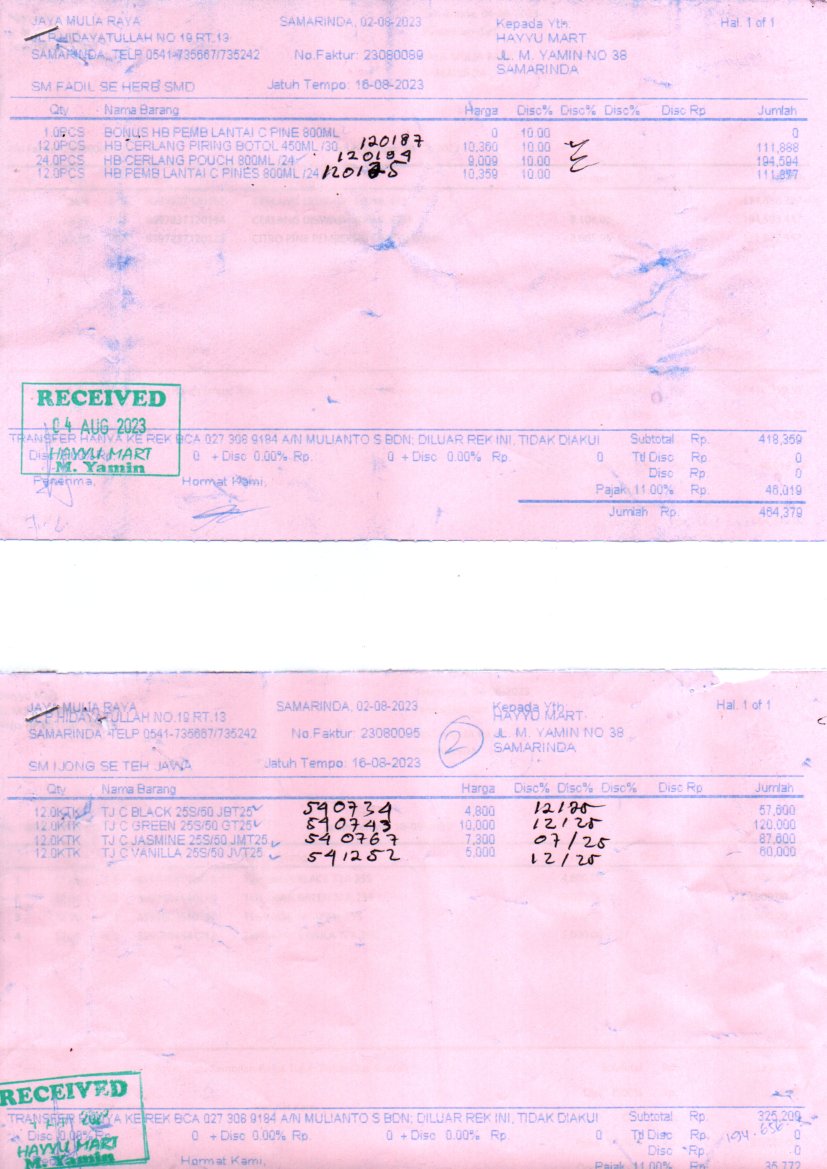 JAYA MULIA RAYA SAMARINDA, 02-08-2023 Kepada Yth. Hal. 1 of 1
JL P.HIDAYATULLAH NO.19 RT.13 HAYYU MART
SAMARINDA, TELP 0541-735667/735242 No.Faktur: 23080089 JL. M. YAMIN NO 38
SAMARINDA
SM FADIL SE HERB SMD Jatuh Tempo: 16-08-2023
Qty Nama Barang Harga Disc% Disc% Disc% Disc Rp Jumlah
1.0PCS BONUS HB PEMB LANTAI C PINE 800ML 0 10.00 0
12.0PCS HB CERLANG PIRING BOTOL 450ML /30 120187 10,360 10.00 111,888
24.0PCS HB CERLANG POUCH 800ML /24 120184 9,009 10.00 194,594
12.0PCS HB PEMB LANTAI C PINES 800ML /24 120125 10,359 10.00 111,877
RECEIVED
04 AUG 2023
HAYYU MART
M. Yamin
TRANSFER HANYA KE REK BCA 027 308 9184 A/N MULIANTO S BDN; DILUAR REK INI, TIDAK DIAKUI Subtotal Rp. 418,359
0 + Disc 0.00% Rp. 0 + Disc 0.00% Rp. 0 Ttl Disc Rp. 0
Disc Rp. 0
Penerima, Hormat Kami, Pajak 11.00% Rp. 46,019
Jumlah Rp. 464,379
JAYA MULIA RAYA SAMARINDA, 02-08-2023 Kepada Yth. Hal. 1 of 1
JL P.HIDAYATULLAH NO.19 RT.13 HAYYU MART
SAMARINDA, TELP 0541-735667/735242 No.Faktur: 23080095 2 JL. M. YAMIN NO 38
SAMARINDA
SM IJONG SE TEH JAWA Jatuh Tempo: 16-08-2023
Qty Nama Barang Harga Disc% Disc% Disc% Disc Rp Jumlah
12.0KTK TJ C BLACK 25S/50 JBT25 540734 4,800 12/25 57,600
12.0KTK TJ C GREEN 25S/50 GT25 540743 10,000 12/25 120,000
12.0KTK TJ C JASMINE 25S/50 JMT25 540767 7,300 07/25 87,600
12.0KTK TJ C VANILLA 25S/50 JVT25 541252 5,000 12/25 60,000
RECEIVED
HAYYU MART
M. Yamin
TRANSFER HANYA KE REK BCA 027 308 9184 A/N MULIANTO S BDN; DILUAR REK INI, TIDAK DIAKUI Subtotal Rp. 325,209
Disc 0.00% 0 + Disc 0.00% Rp. 0 + Disc 0.00% Rp. 0 Ttl Disc Rp. 0
Disc Rp. 0
Hormat Kami, Pajak 11.00% Rp. 35,772